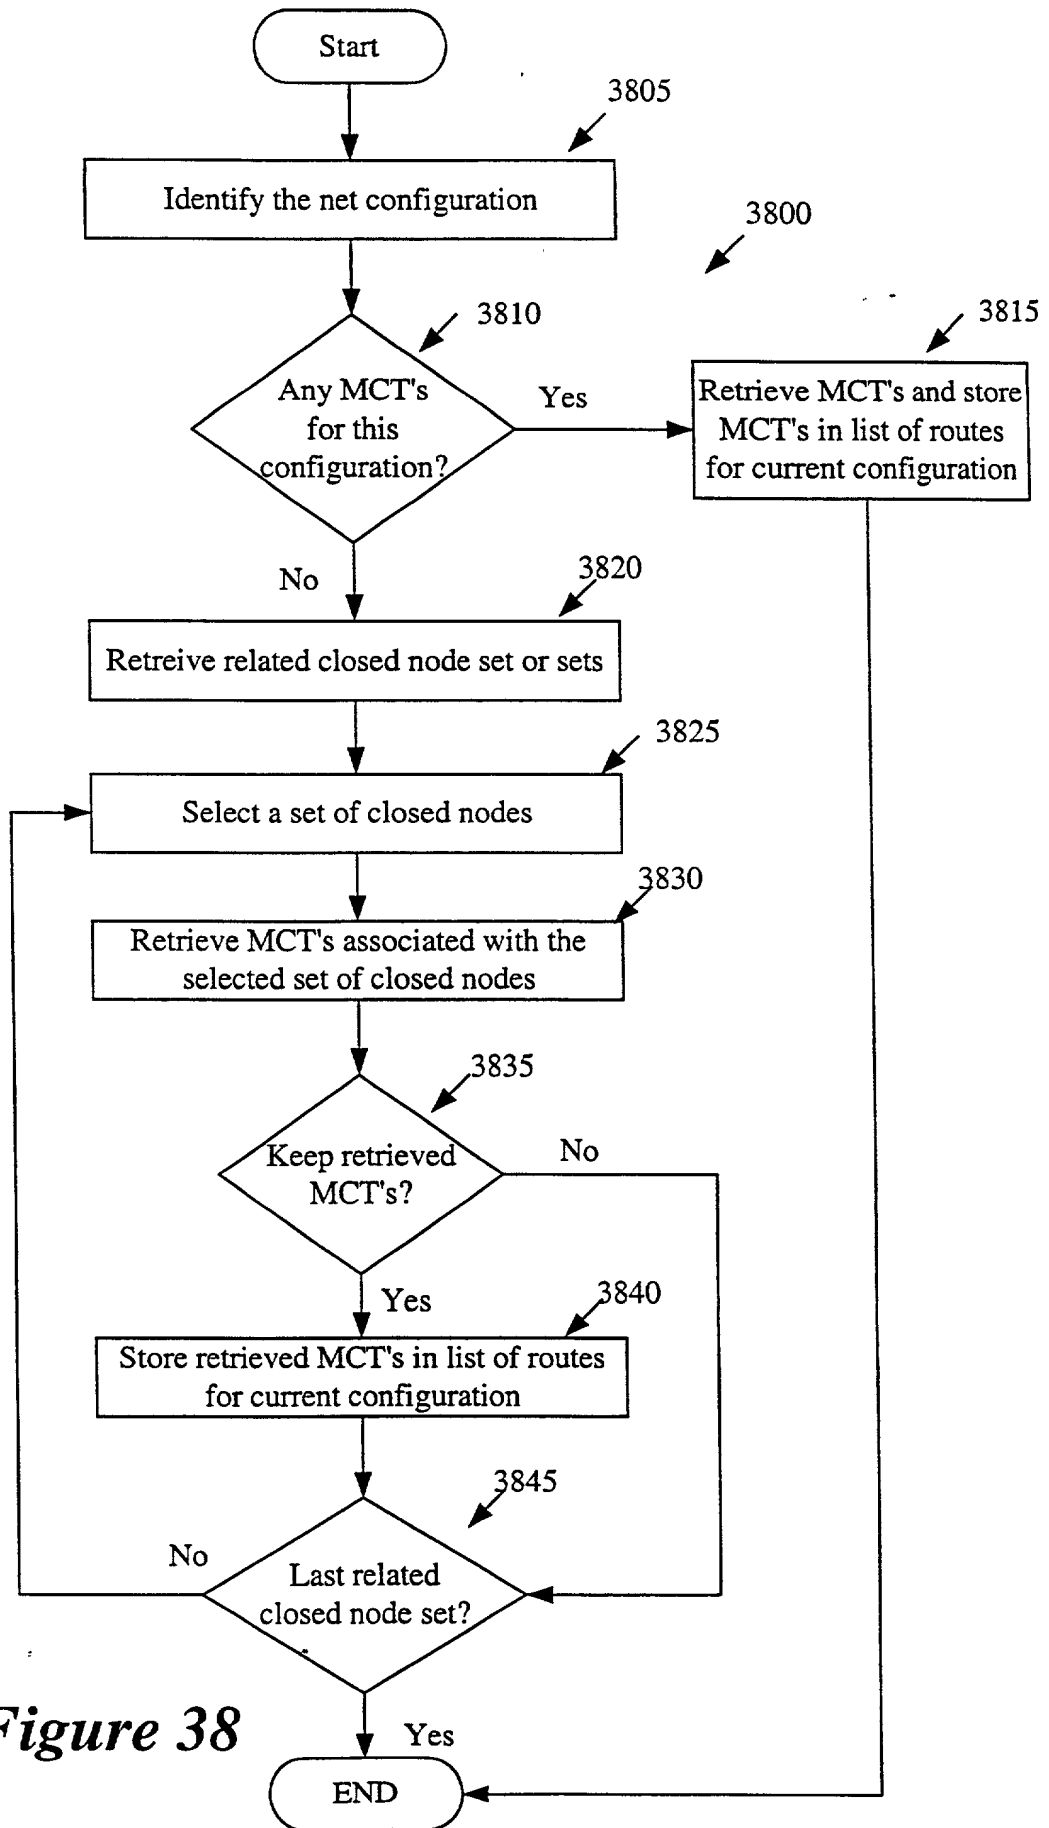 Start
3805
Identify the net configuration
3800
3810
3815
Any MCT's
for this
configuration?
Yes
Retrieve MCT's and store
MCT's in list of routes
for current configuration
No
3820
Retreive related closed node set or sets
3825
Select a set of closed nodes
3830
Retrieve MCT's associated with the
selected set of closed nodes
3835
Keep retrieved
MCT's?
No
Yes
3840
Store retrieved MCT's in list of routes
for current configuration
3845
No
Last related
closed node set?
Figure 38
Yes
END